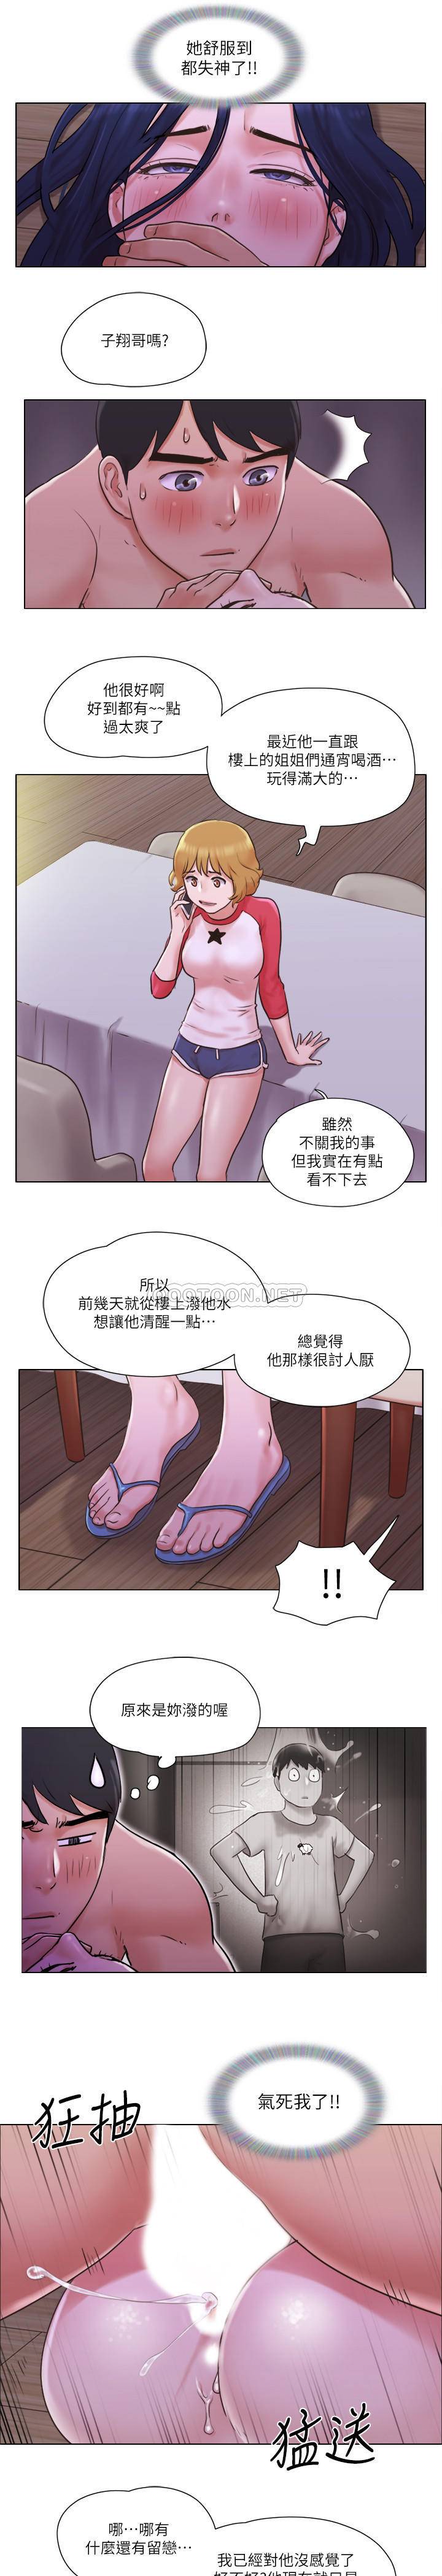 她舒服到
都失神了!!
子翔哥嗎?
他很好啊
好到都有~~點
過太爽了
最近他一直跟
樓上的姐姐們通宵喝酒…
玩得滿大的…
雖然
不關我的事
但我實在有點
看不下去
所以
前幾天就從樓上潑他水
想讓他清醒一點…
總覺得
他那樣很討人厭
!!
原來是妳潑的喔
狂抽
氣死我了!!
猛送
哪…哪有
什麼還有留戀…
我已經對他沒感覺了